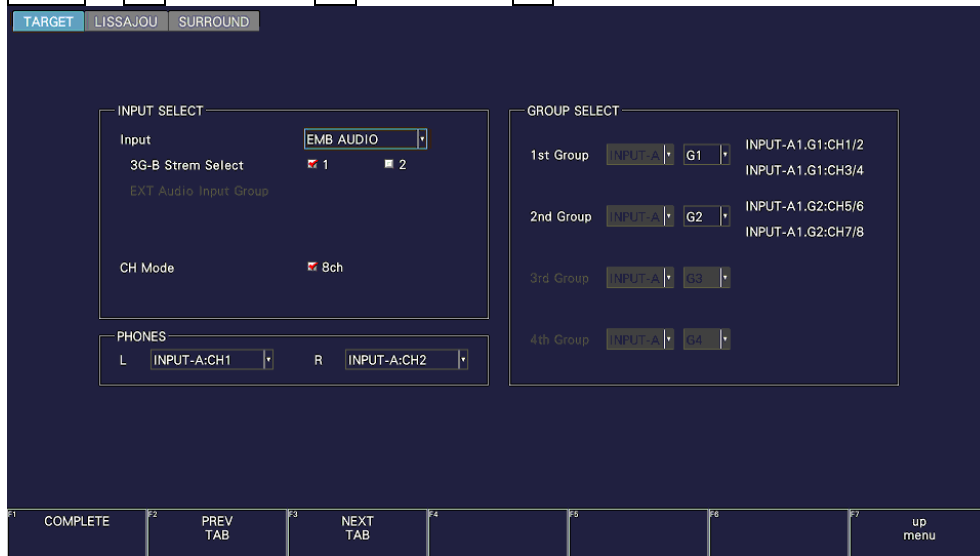 TARGET LISSAJOU SURROUND
INPUT SELECT
Input EMB AUDIO
3G-B Strem Select 1 2
EXT Audio Input Group
CH Mode 8ch
PHONES
L INPUT-A:CH1 R INPUT-A:CH2
GROUP SELECT
1st Group INPUT-A G1 INPUT-A1.G1:CH1/2
INPUT-A1.G1:CH3/4
2nd Group INPUT-A G2 INPUT-A1.G2:CH5/6
INPUT-A1.G2:CH7/8
3rd Group INPUT-A G3
4th Group INPUT-A G4
F1 COMPLETE F2 PREV TAB F3 NEXT TAB F4 F5 F6 F7 up menu